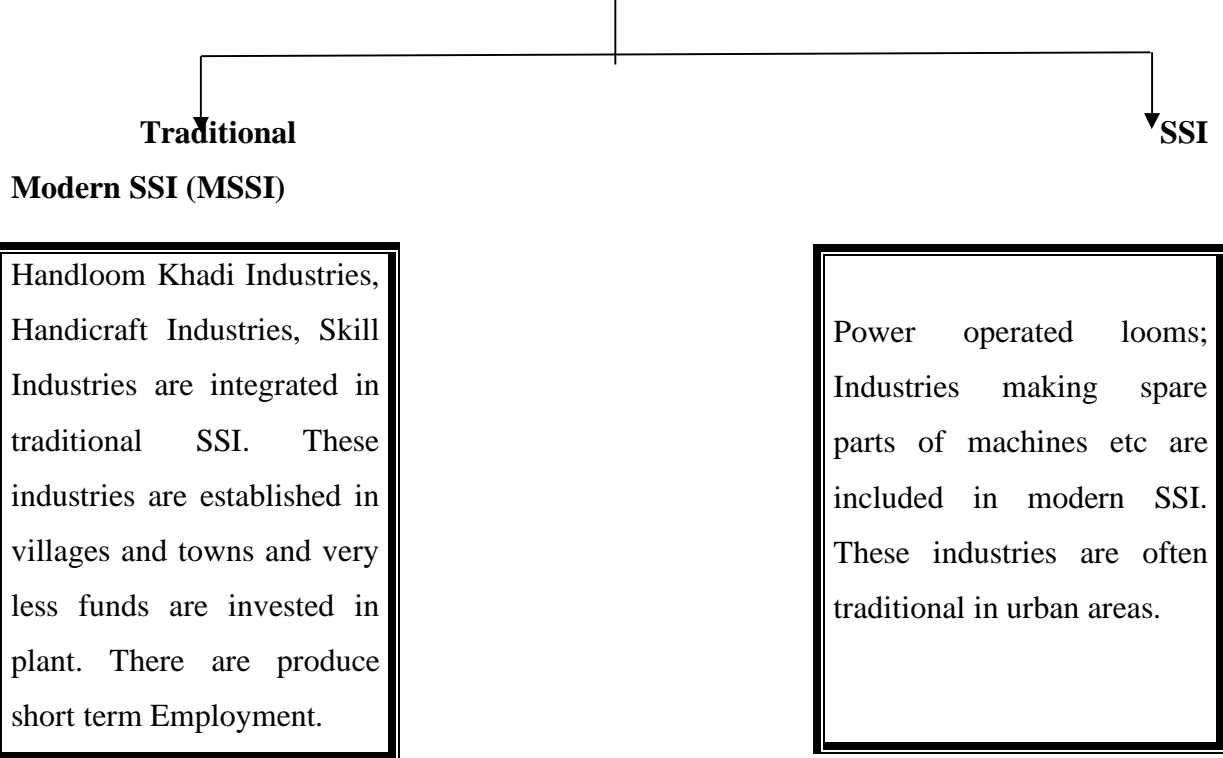 Traditional SSI
Modern SSI (MSSI)
Handloom Khadi Industries,
Handicraft Industries, Skill
Industries are integrated in
traditional SSI. These
industries are established in
villages and towns and very
less funds are invested in
plant. There are produce
short term Employment.
Power operated looms;
Industries making spare
parts of machines etc are
included in modern SSI.
These industries are often
traditional in urban areas.